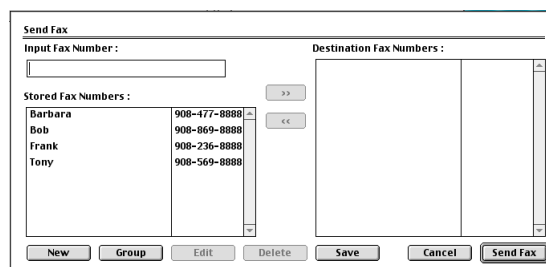 Send Fax
Input Fax Number :
Destination Fax Numbers :
>>
Stored Fax Numbers :
<<
Barbara 908-477-8888
Bob 908-869-8888
Frank 908-236-8888
Tony 908-569-8888
New Group Edit Delete Save Cancel Send Fax